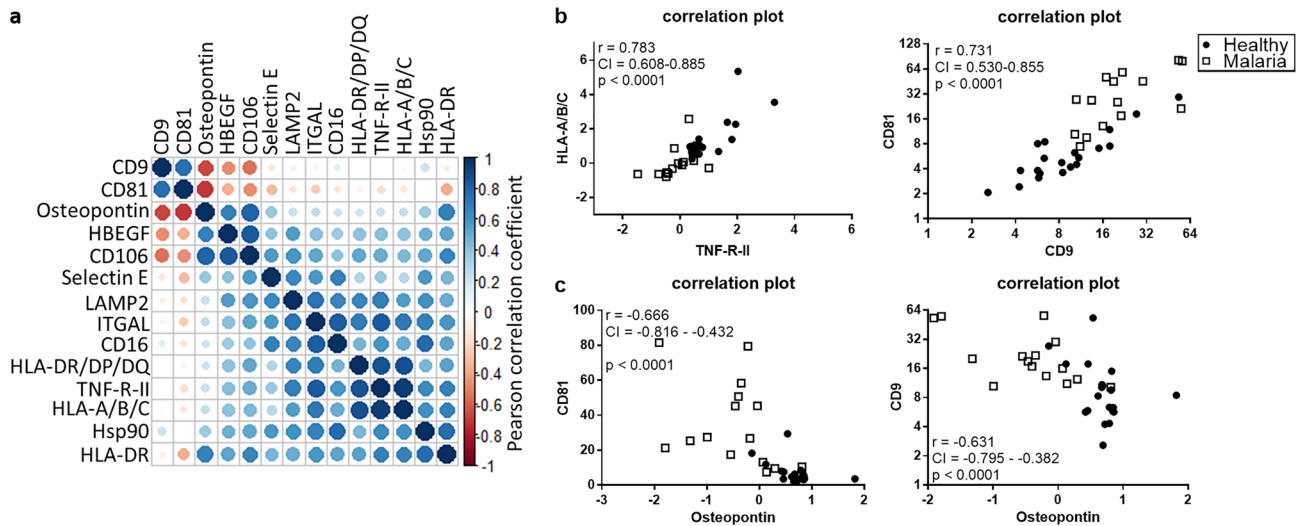 a
CD9
CD81
Osteopontin
HBEGF
CD106
Selectin E
LAMP2
ITGAL
CD16
HLA-DR/DP/DQ
TNF-R-II
HLA-A/B/C
Hsp90
HLA-DR
CD9
CD81
Osteopontin
HBEGF
CD106
Selectin E
LAMP2
ITGAL
CD16
HLA-DR/DP/DQ
TNF-R-II
HLA-A/B/C
Hsp90
HLA-DR
1
0.8
0.6
0.4
0.2
0
-0.2
-0.4
-0.6
-0.8
-1
Pearson correlation coefficient
b
correlation plot
r = 0.783
CI = 0.608-0.885
p < 0.0001
HLA-A/B/C
6
4
2
0
-2
-2 0 2 4 6
TNF-R-II
correlation plot
r = 0.731
CI = 0.530-0.855
p < 0.0001
CD81
128
64
32
16
8
4
2
1
1 2 4 8 16 32 64
CD9
Healthy
Malaria
c
correlation plot
r = -0.666
CI = -0.816 - -0.432
p < 0.0001
CD81
100
80
60
40
20
0
-3 -2 -1 0 1 2
Osteopontin
correlation plot
CD9
64
32
16
8
4
2
1
r = -0.631
CI = -0.795 - -0.382
p < 0.0001
-2 -1 0 1 2
Osteopontin